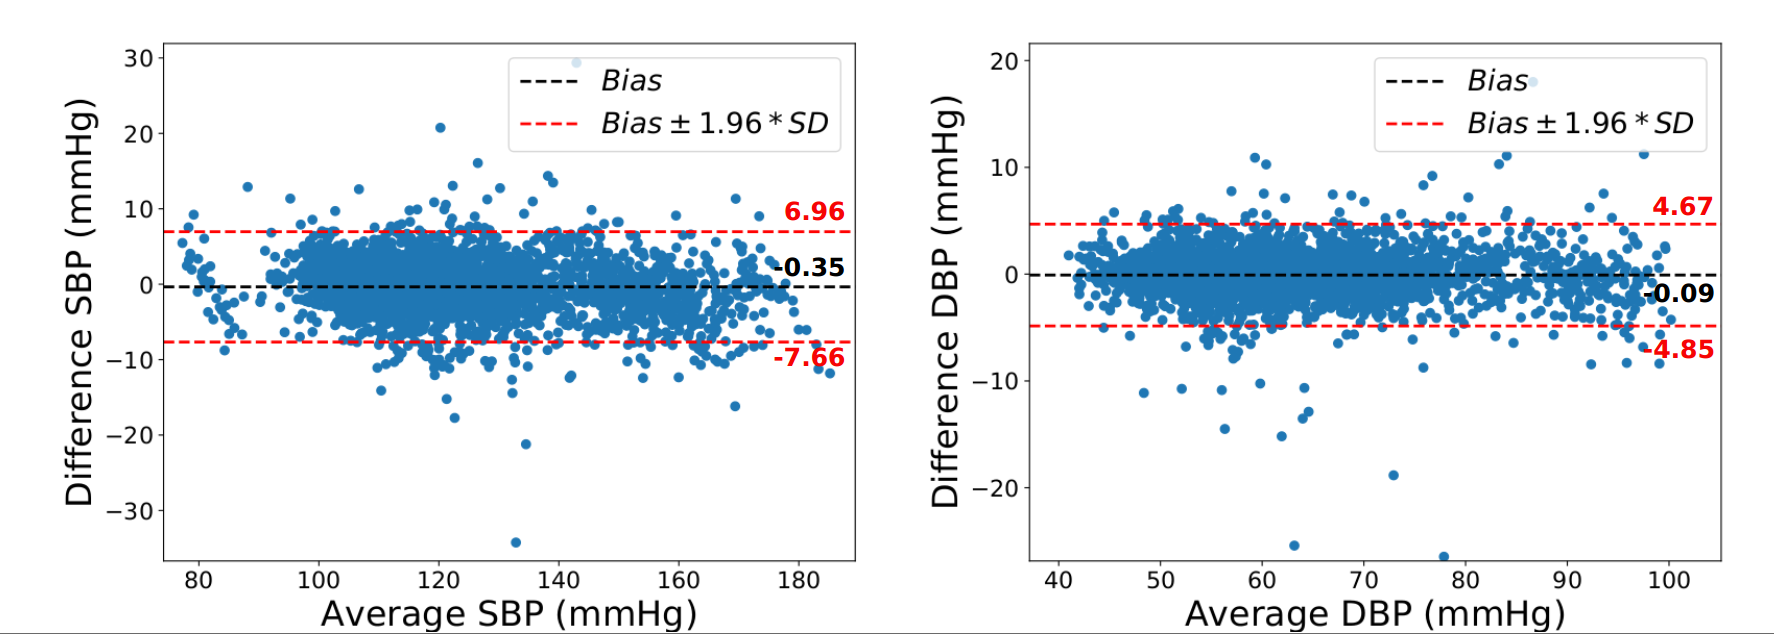 30
20
10
0
−10
−20
−30
Difference SBP (mmHg)
Bias
Bias ± 1.96 * SD
6.96
-0.35
-7.66
80 100 120 140 160 180
Average SBP (mmHg)
20
10
0
−10
−20
Difference DBP (mmHg)
Bias
Bias ± 1.96 * SD
4.67
-0.09
-4.85
40 50 60 70 80 90 100
Average DBP (mmHg)